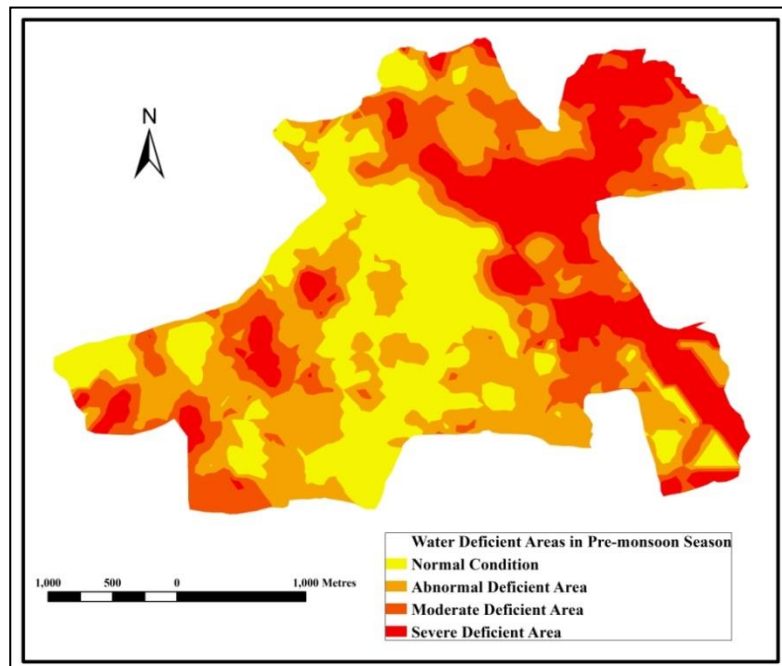 N
Water Deficient Areas in Pre-monsoon Season
Normal Condition
Abnormal Deficient Area
Moderate Deficient Area
Severe Deficient Area
1,000 500 0 1,000 Metres